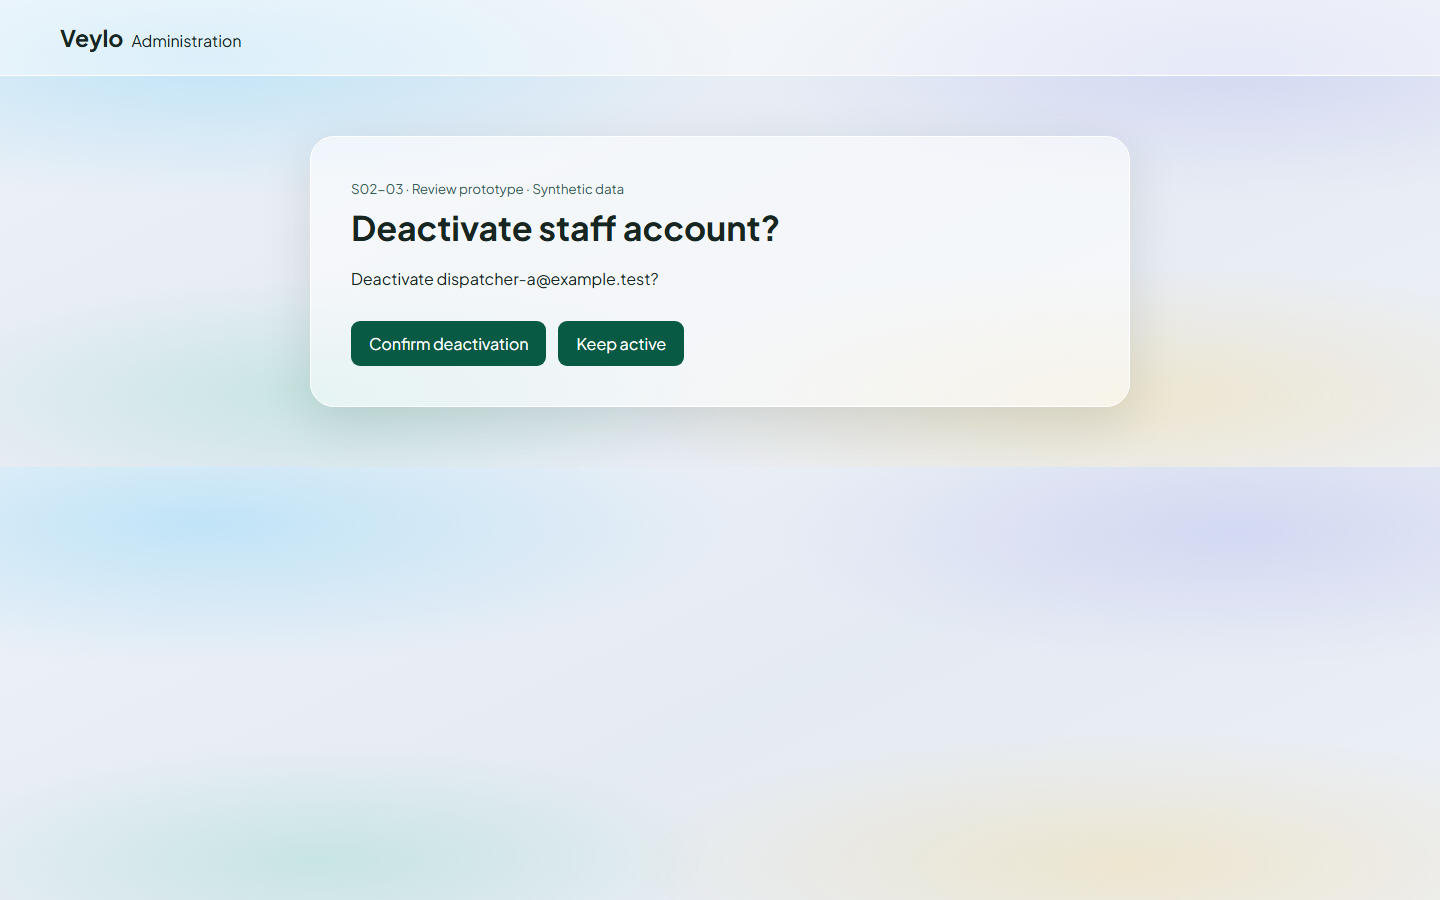 Veylo Administration
S02-03 · Review prototype · Synthetic data
Deactivate staff account?
Deactivate dispatcher-a@example.test?
Confirm deactivation Keep active